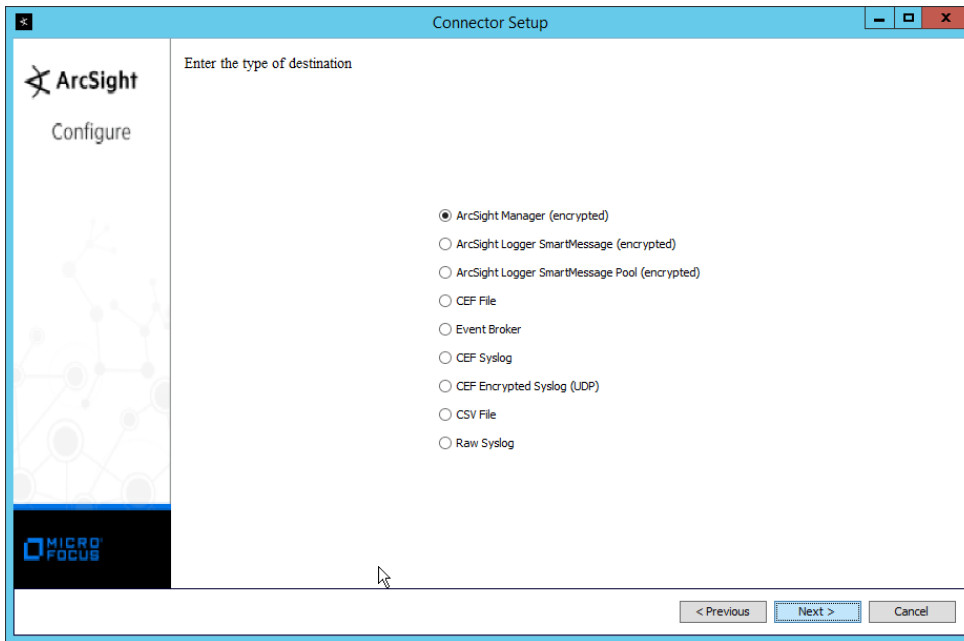 Connector Setup
ArcSight
Configure
Enter the type of destination
ArcSight Manager (encrypted)
ArcSight Logger SmartMessage (encrypted)
ArcSight Logger SmartMessage Pool (encrypted)
CEF File
Event Broker
CEF Syslog
CEF Encrypted Syslog (UDP)
CSV File
Raw Syslog
MICRO
FOCUS
< Previous
Next >
Cancel